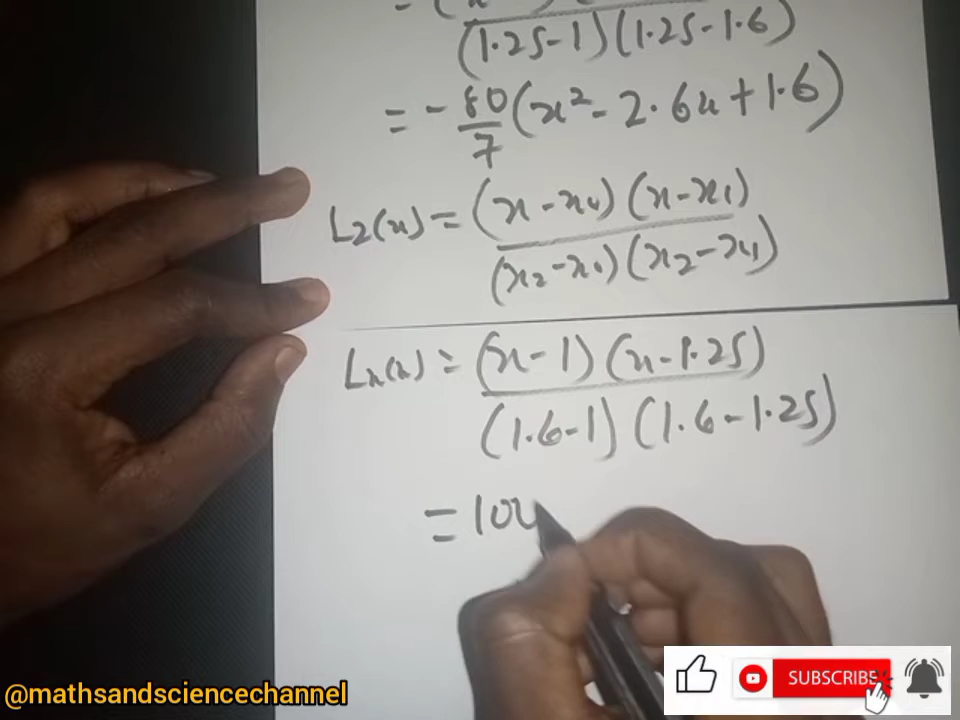 (1.25-1)(1.25-1.6)
= - 80/7 (x² - 2.6x + 1.6)
L2(x) = (x - x0)(x - x1)
(x2 - x0)(x2 - x1)
L2(x) = (x - 1)(x - 1.25)
(1.6 - 1)(1.6 - 1.25)
= 100
SUBSCRIBE
@mathsandsciencechannel